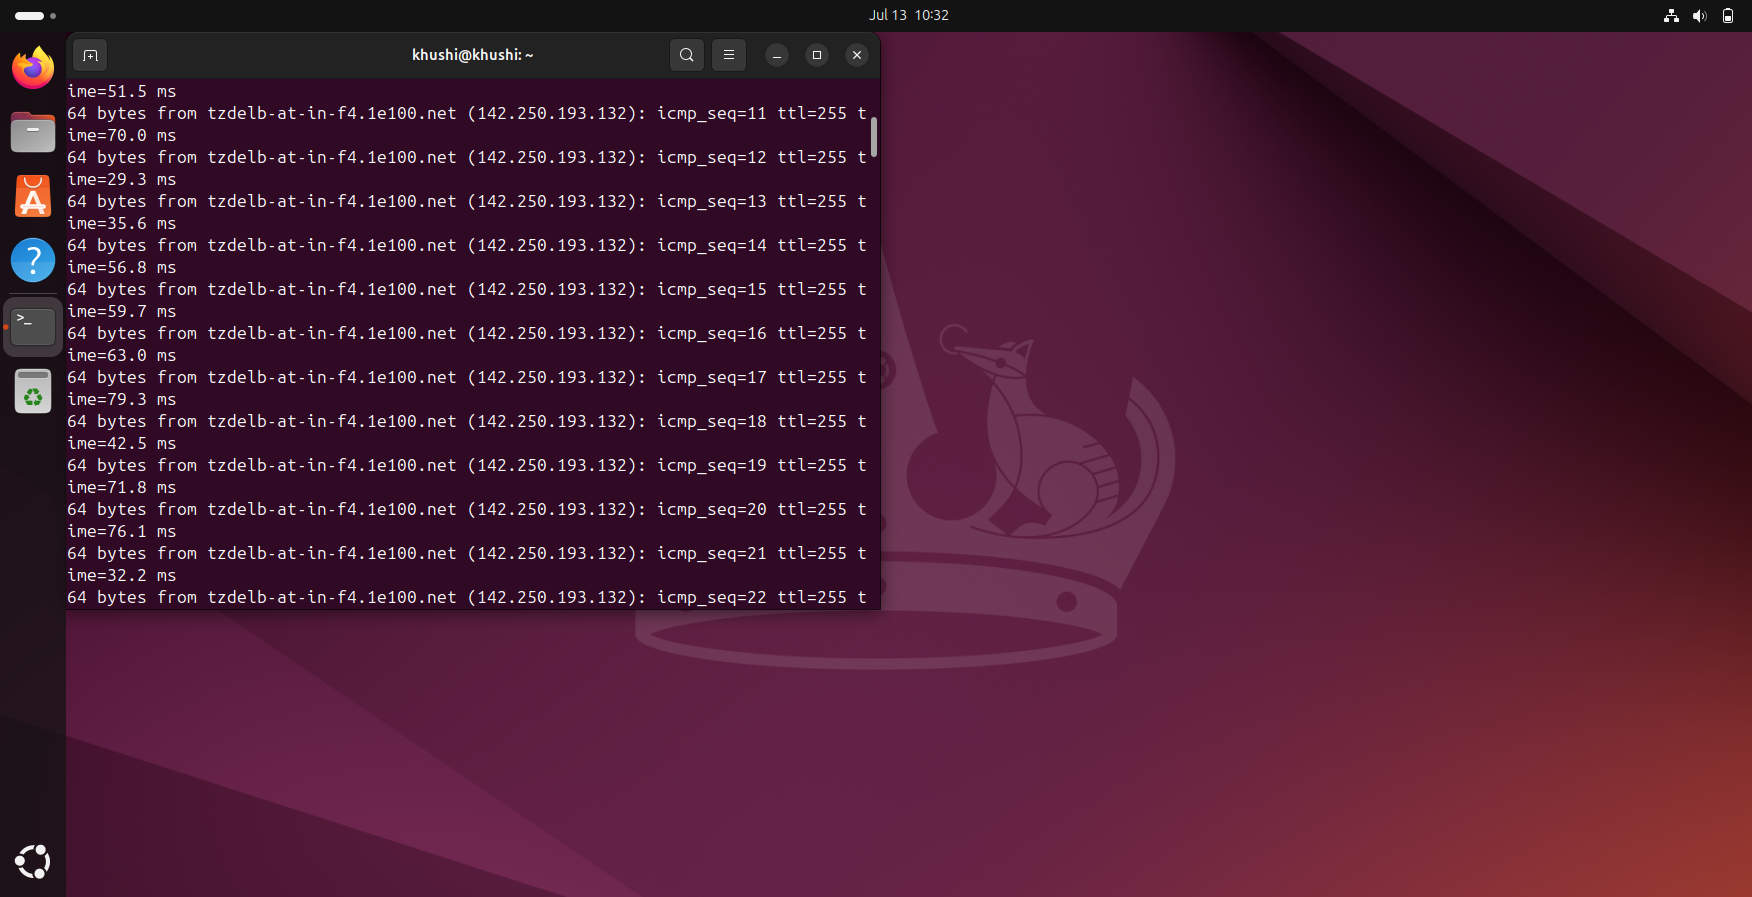 Jul 13 10:32
khushi@khushi: ~
ime=51.5 ms
64 bytes from tzdelb-at-in-f4.1e100.net (142.250.193.132): icmp_seq=11 ttl=255 t
ime=70.0 ms
64 bytes from tzdelb-at-in-f4.1e100.net (142.250.193.132): icmp_seq=12 ttl=255 t
ime=29.3 ms
64 bytes from tzdelb-at-in-f4.1e100.net (142.250.193.132): icmp_seq=13 ttl=255 t
ime=35.6 ms
64 bytes from tzdelb-at-in-f4.1e100.net (142.250.193.132): icmp_seq=14 ttl=255 t
ime=56.8 ms
64 bytes from tzdelb-at-in-f4.1e100.net (142.250.193.132): icmp_seq=15 ttl=255 t
ime=59.7 ms
64 bytes from tzdelb-at-in-f4.1e100.net (142.250.193.132): icmp_seq=16 ttl=255 t
ime=63.0 ms
64 bytes from tzdelb-at-in-f4.1e100.net (142.250.193.132): icmp_seq=17 ttl=255 t
ime=79.3 ms
64 bytes from tzdelb-at-in-f4.1e100.net (142.250.193.132): icmp_seq=18 ttl=255 t
ime=42.5 ms
64 bytes from tzdelb-at-in-f4.1e100.net (142.250.193.132): icmp_seq=19 ttl=255 t
ime=71.8 ms
64 bytes from tzdelb-at-in-f4.1e100.net (142.250.193.132): icmp_seq=20 ttl=255 t
ime=76.1 ms
64 bytes from tzdelb-at-in-f4.1e100.net (142.250.193.132): icmp_seq=21 ttl=255 t
ime=32.2 ms
64 bytes from tzdelb-at-in-f4.1e100.net (142.250.193.132): icmp_seq=22 ttl=255 t